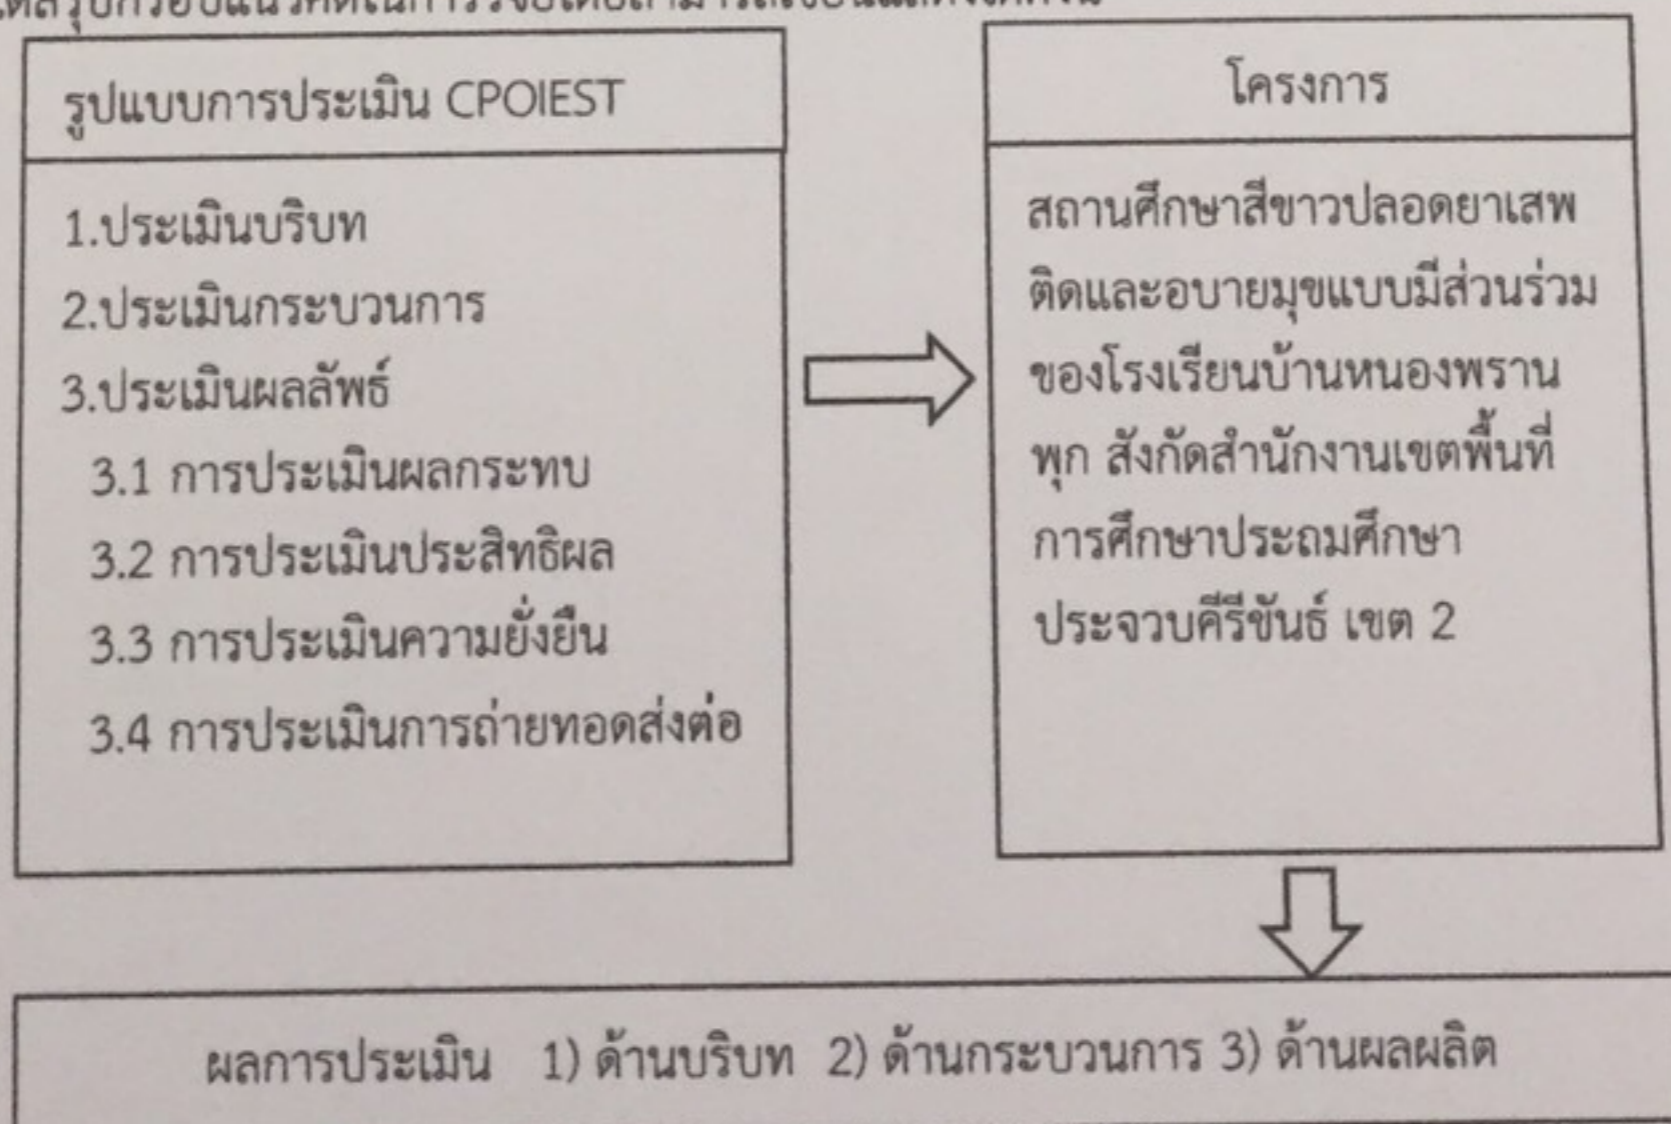 รูปแบบการประเมิน CPOIEST
1.ประเมินบริบท
2.ประเมินกระบวนการ
3.ประเมินผลลัพธ์
3.1 การประเมินผลกระทบ
3.2 การประเมินประสิทธิผล
3.3 การประเมินความยั่งยืน
3.4 การประเมินการถ่ายทอดส่งต่อ
โครงการ
สถานศึกษาสีขาวปลอดยาเสพ
ติดและอบายมุขแบบมีส่วนร่วม
ของโรงเรียนบ้านหนองพราน
พุก สังกัดสำนักงานเขตพื้นที่
การศึกษาประถมศึกษา
ประจวบคีรีขันธ์ เขต 2
ผลการประเมิน 1) ด้านบริบท 2) ด้านกระบวนการ 3) ด้านผลผลิต